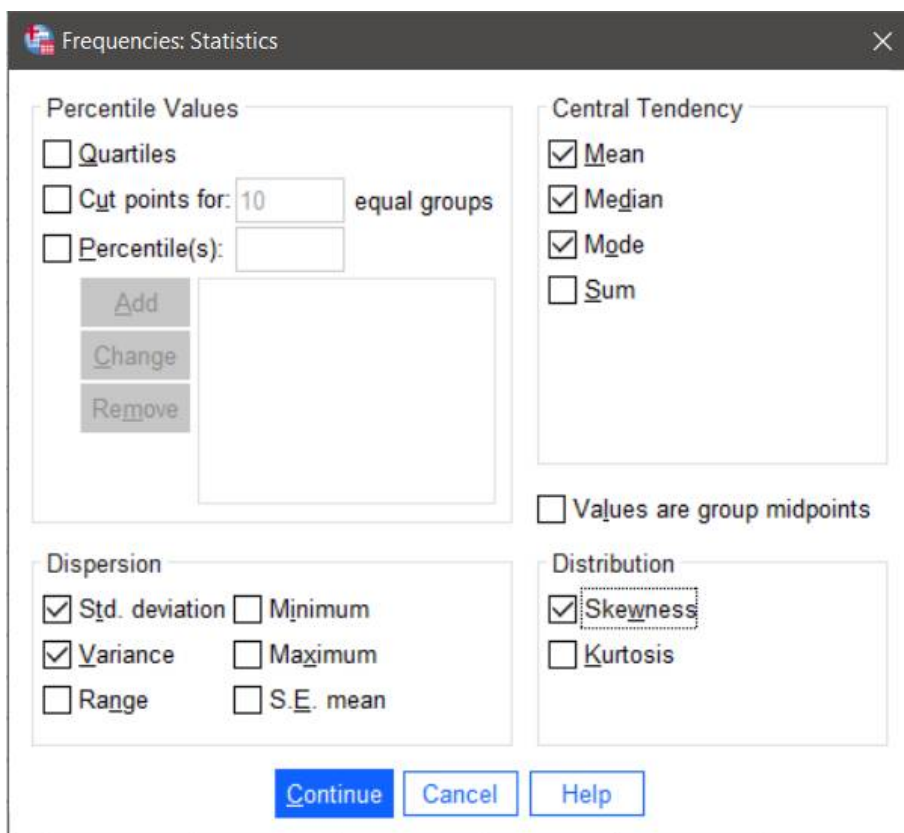 Frequencies: Statistics
Percentile Values
Quartiles
Cut points for: 10 equal groups
Percentile(s):
Add
Change
Remove
Central Tendency
Mean
Median
Mode
Sum
Values are group midpoints
Dispersion
Std. deviation Minimum
Variance Maximum
Range S.E. mean
Distribution
Skewness
Kurtosis
Continue Cancel Help